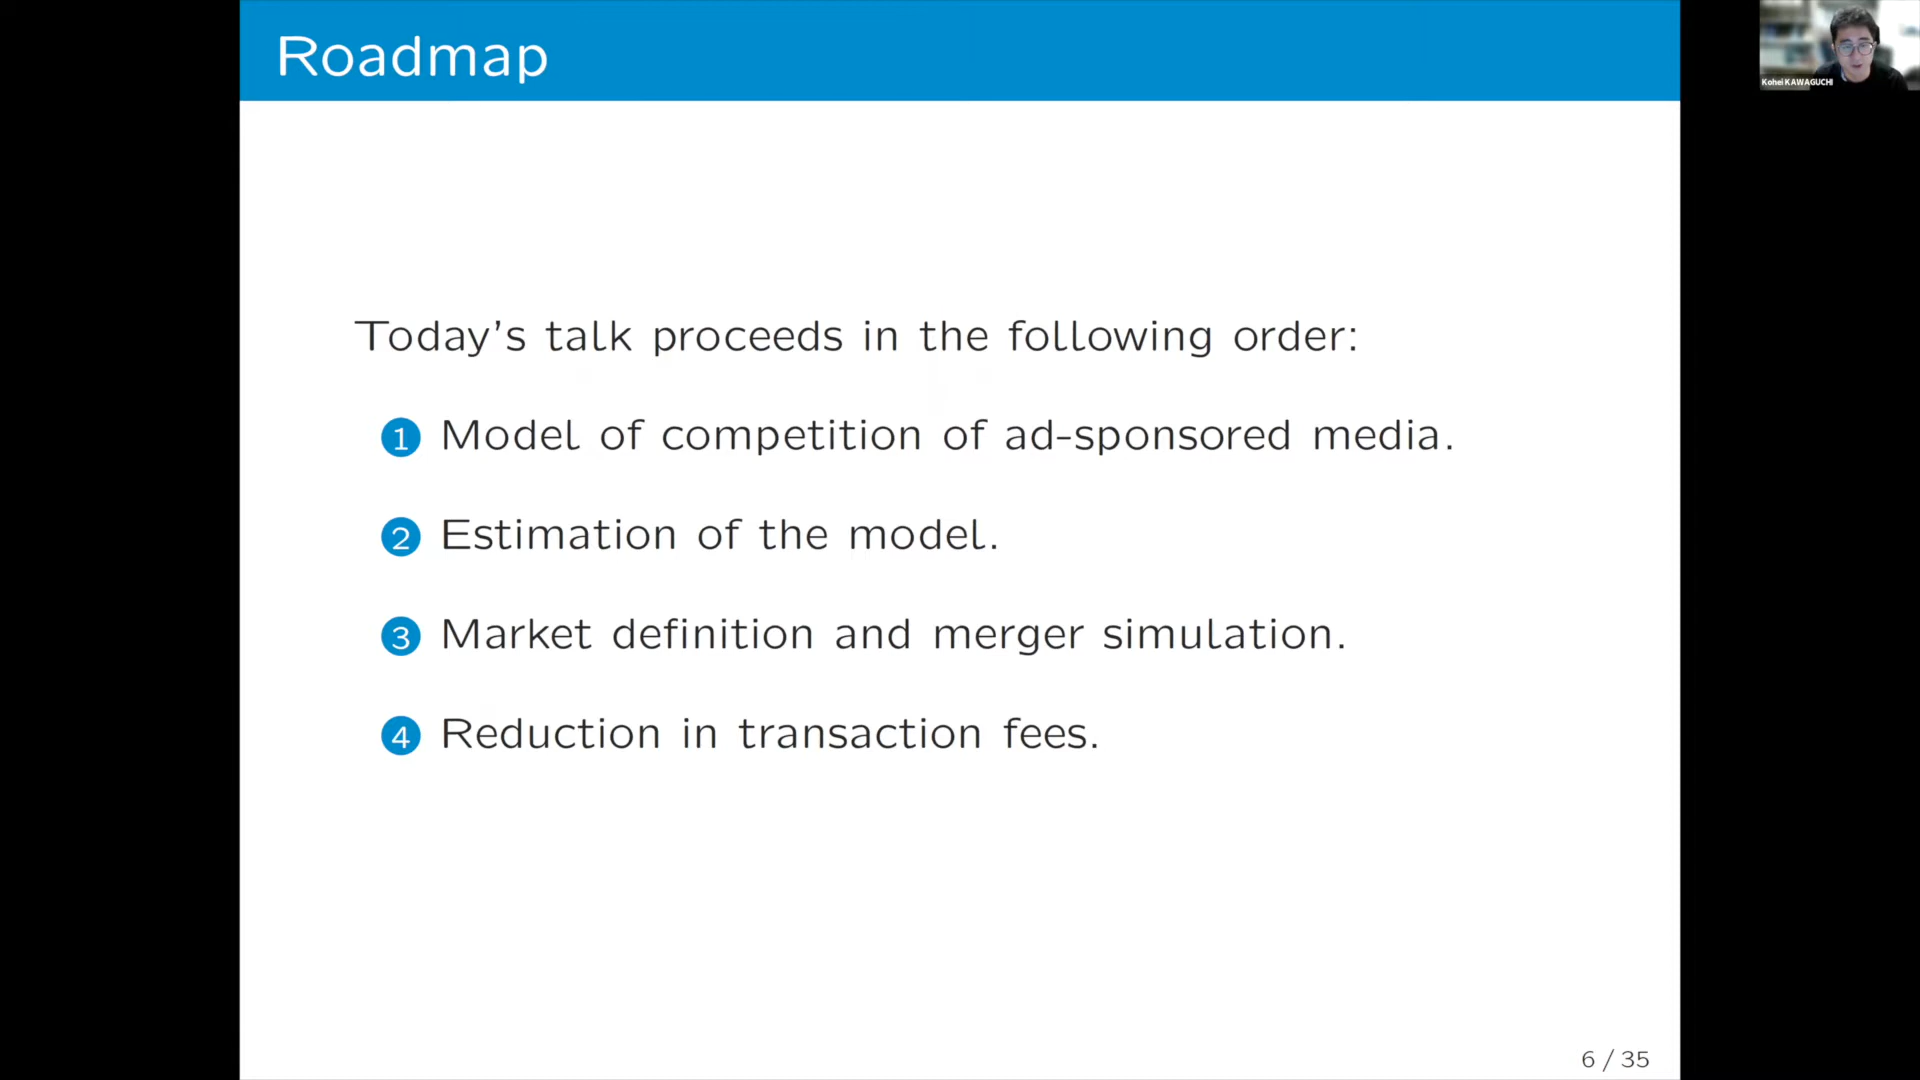 Roadmap
Kohei KAWAGUCHI
Today's talk proceeds in the following order:
1 Model of competition of ad-sponsored media.
2 Estimation of the model.
3 Market definition and merger simulation.
4 Reduction in transaction fees.
6 / 35